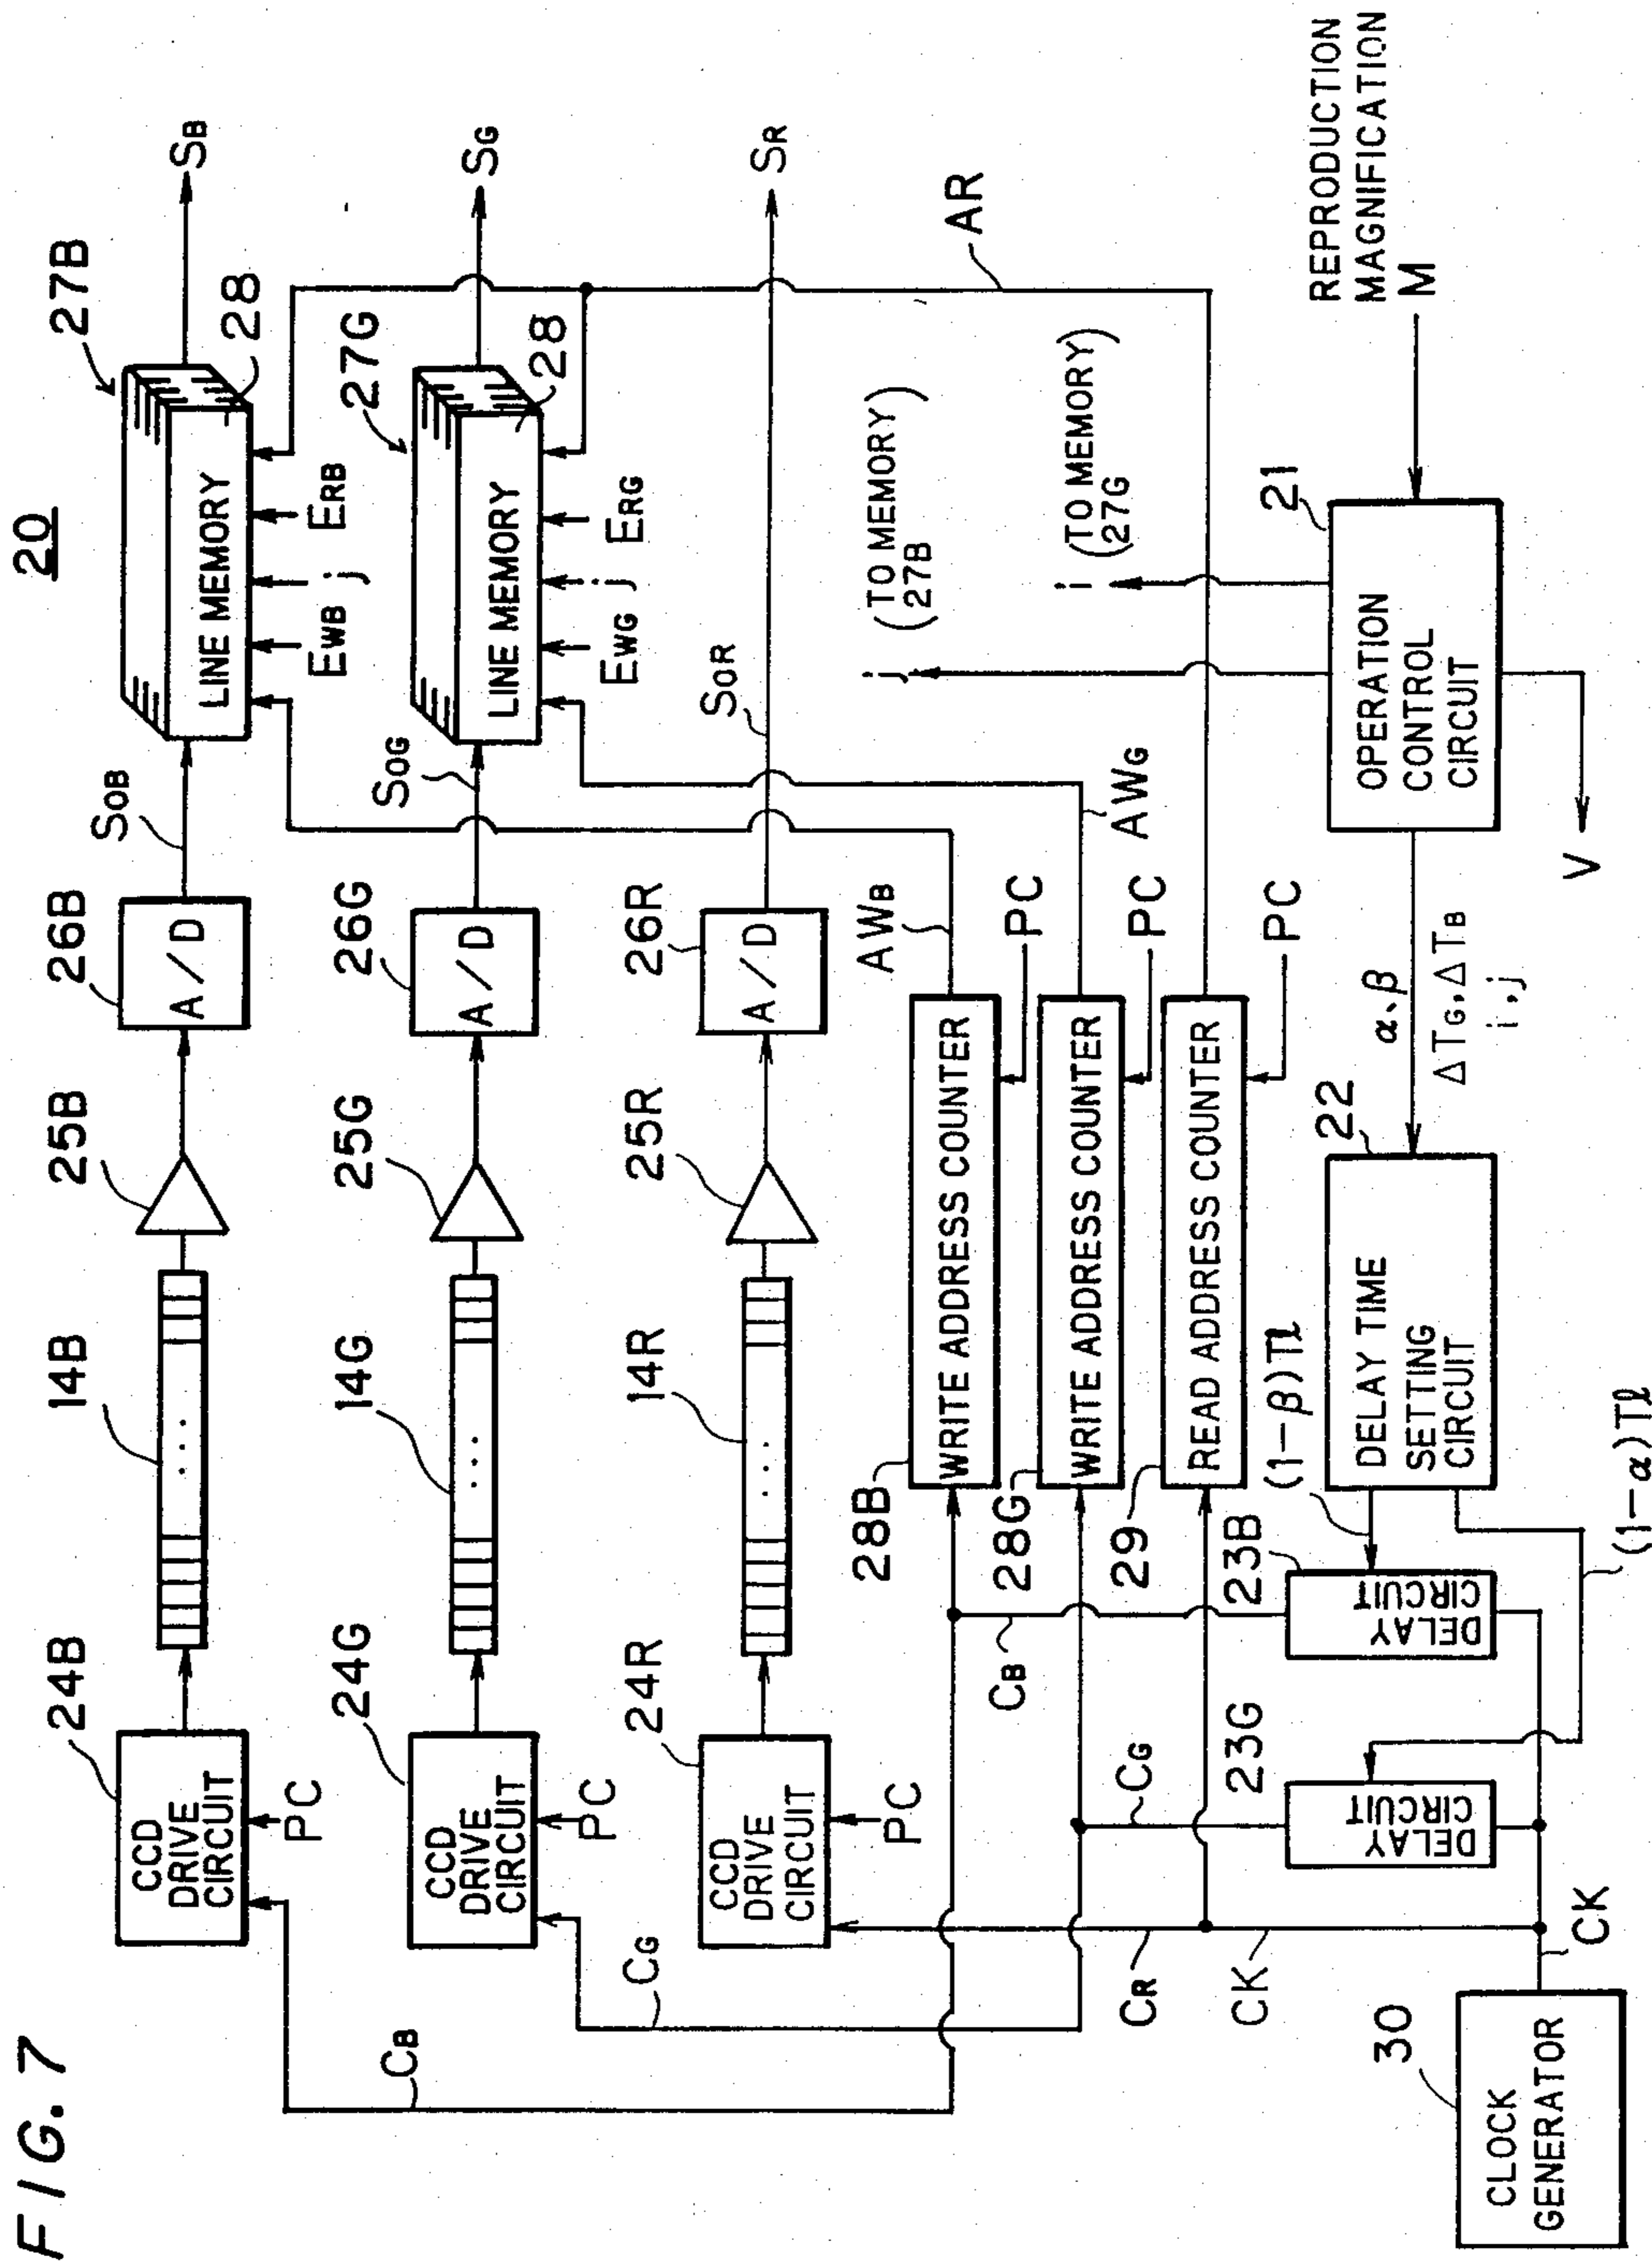 FIG. 7
20
24B
CCD
DRIVE
CIRCUIT
PC
14B
...
25B
26B
A/D
SOB
27B
LINE MEMORY
28
EWB
j
ERB
SB
24G
CCD
DRIVE
CIRCUIT
PC
14G
...
25G
26G
A/D
SOG
27G
LINE MEMORY
28
EWG
j
ERG
SG
24R
CCD
DRIVE
CIRCUIT
PC
14R
...
25R
26R
A/D
SOR
SR
CB
CG
CR
CK
28B
WRITE ADDRESS COUNTER
PC
AWB
28G
WRITE ADDRESS COUNTER
PC
AWG
29
READ ADDRESS COUNTER
PC
AR
CB
CG
23G
DELAY
CIRCUIT
23B
DELAY
CIRCUIT
(1-β)Tℓ
(1-α)Tℓ
22
DELAY TIME
SETTING
CIRCUIT
α、β
ΔTG,ΔTB
i,j
21
OPERATION
CONTROL
CIRCUIT
j
(TO MEMORY
27B)
i
(TO MEMORY
27G)
V
REPRODUCTION
MAGNIFICATION
M
30
CLOCK
GENERATOR
CK